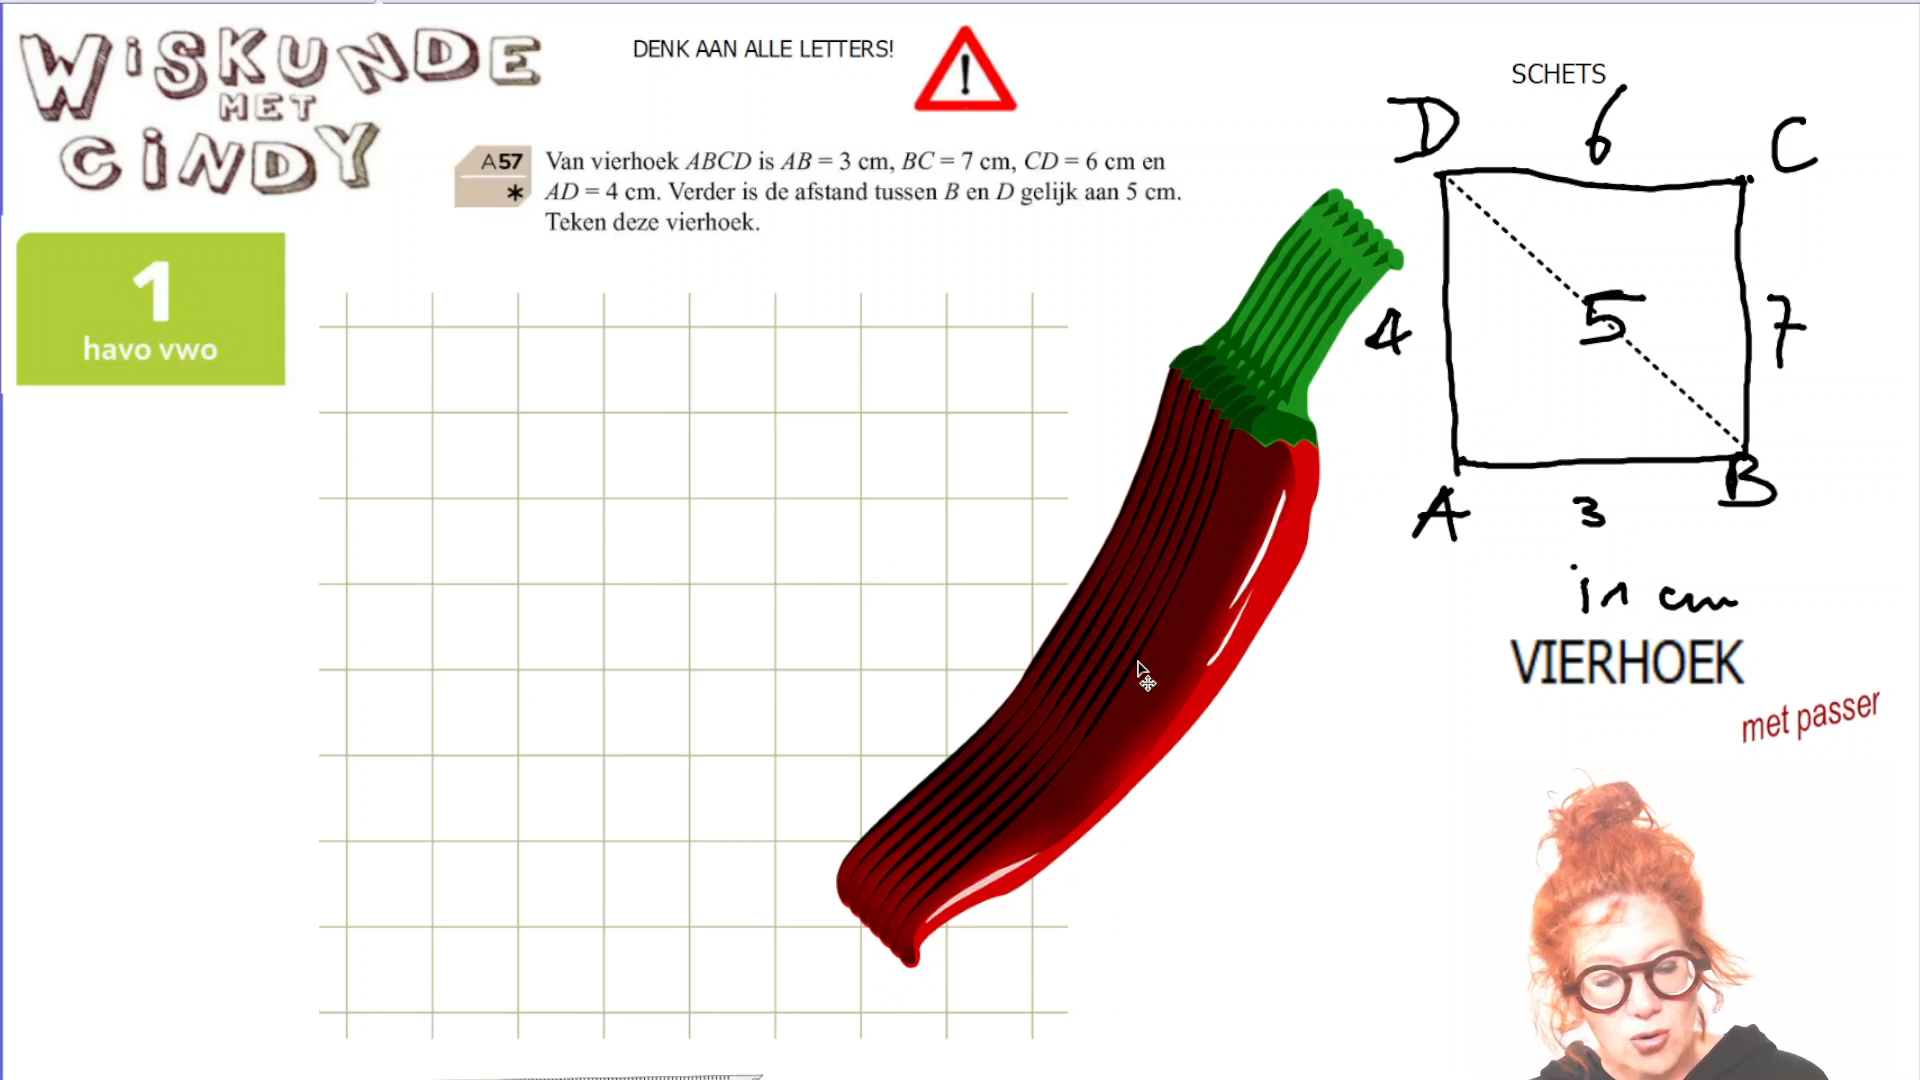 WiSKUNDE
MET
CiNDY
DENK AAN ALLE LETTERS!
!
SCHETS
A57
*
Van vierhoek ABCD is AB = 3 cm, BC = 7 cm, CD = 6 cm en
AD = 4 cm. Verder is de afstand tussen B en D gelijk aan 5 cm.
Teken deze vierhoek.
1
havo vwo
D 6 C
4 5 7
A 3 B
in cm
VIERHOEK
met passer